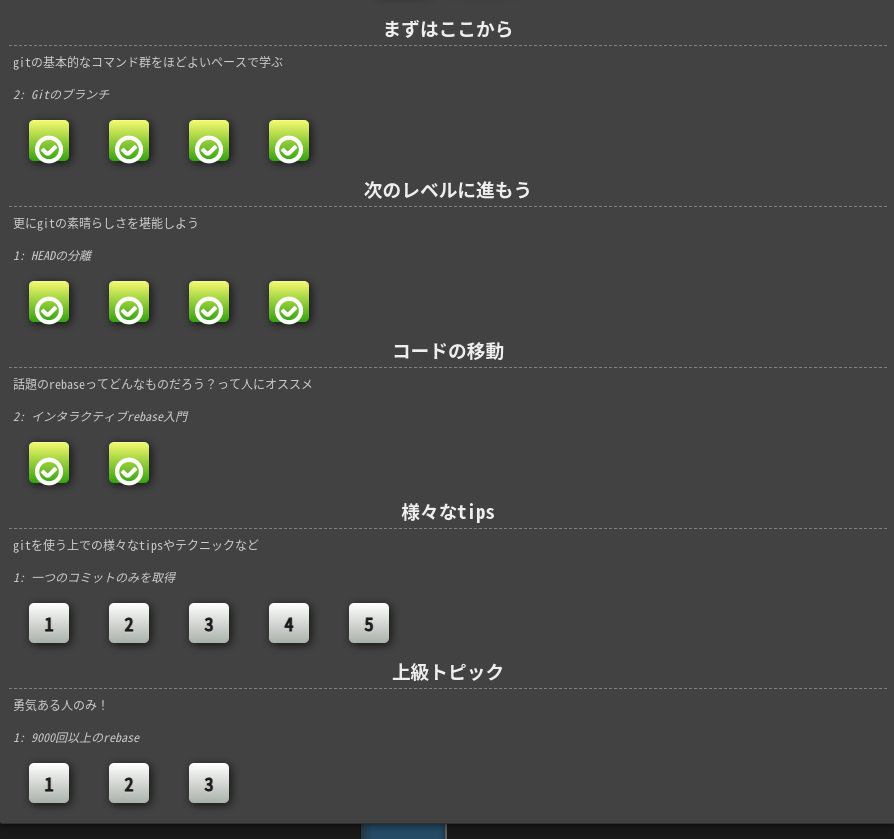 まずはここから
gitの基本的なコマンド群をほどよいペースで学ぶ
2: Gitのブランチ
次のレベルに進もう
更にgitの素晴らしさを堪能しよう
1: HEADの分離
コードの移動
話題のrebaseってどんなものだろう？って人にオススメ
2: インタラクティブrebase入門
様々なtips
gitを使う上での様々なtipsやテクニックなど
1: 一つのコミットのみを取得
1 2 3 4 5
上級トピック
勇気ある人のみ！
1: 9000回以上のrebase
1 2 3